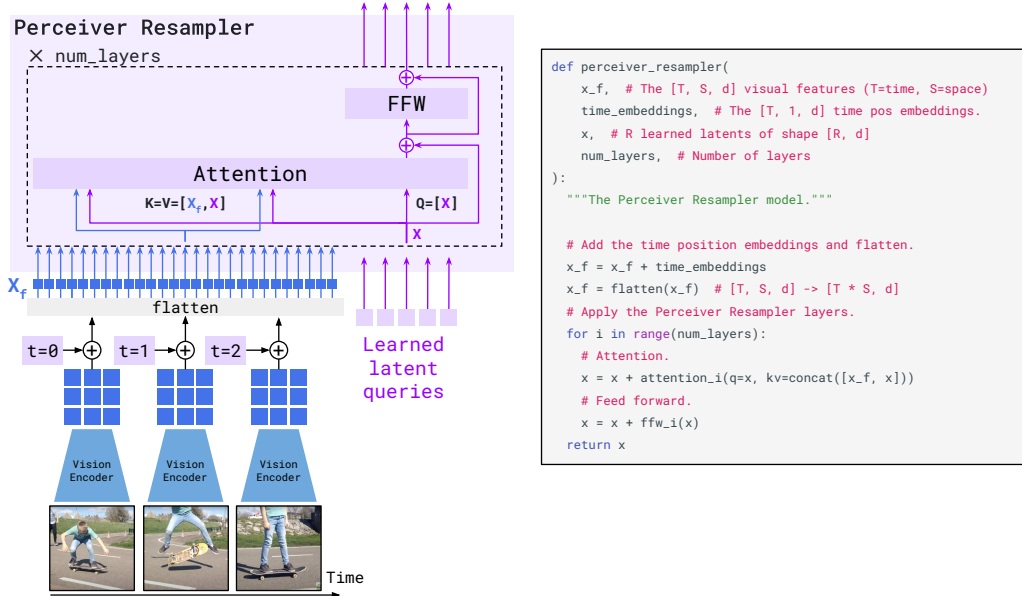 Perceiver Resampler
× num_layers
FFW
Attention
K=V=[Xf,X]
Q=[X]
X
Xf
flatten
t=0
t=1
t=2
Learned
latent
queries
Vision
Encoder
Vision
Encoder
Vision
Encoder
Time
def perceiver_resampler(
    x_f,  # The [T, S, d] visual features (T=time, S=space)
    time_embeddings,  # The [T, 1, d] time pos embeddings.
    x,  # R learned latents of shape [R, d]
    num_layers,  # Number of layers
):
  """The Perceiver Resampler model."""
  # Add the time position embeddings and flatten.
  x_f = x_f + time_embeddings
  x_f = flatten(x_f)  # [T, S, d] -> [T * S, d]
  # Apply the Perceiver Resampler layers.
  for i in range(num_layers):
    # Attention.
    x = x + attention_i(q=x, kv=concat([x_f, x]))
    # Feed forward.
    x = x + ffw_i(x)
  return x